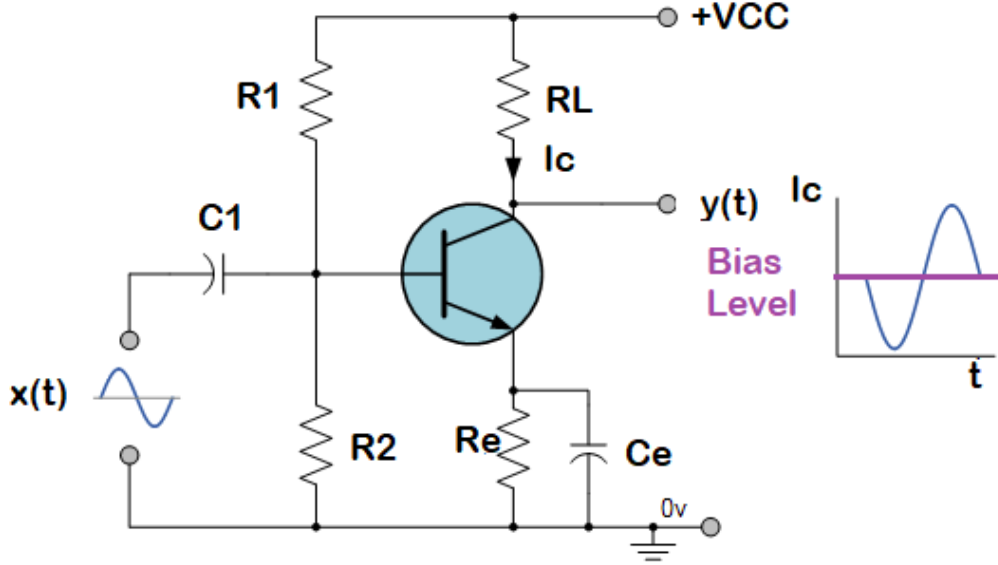 +VCC
R1
RL
Ic
C1
y(t)
Ic
Bias
Level
t
x(t)
R2
Re
Ce
0v